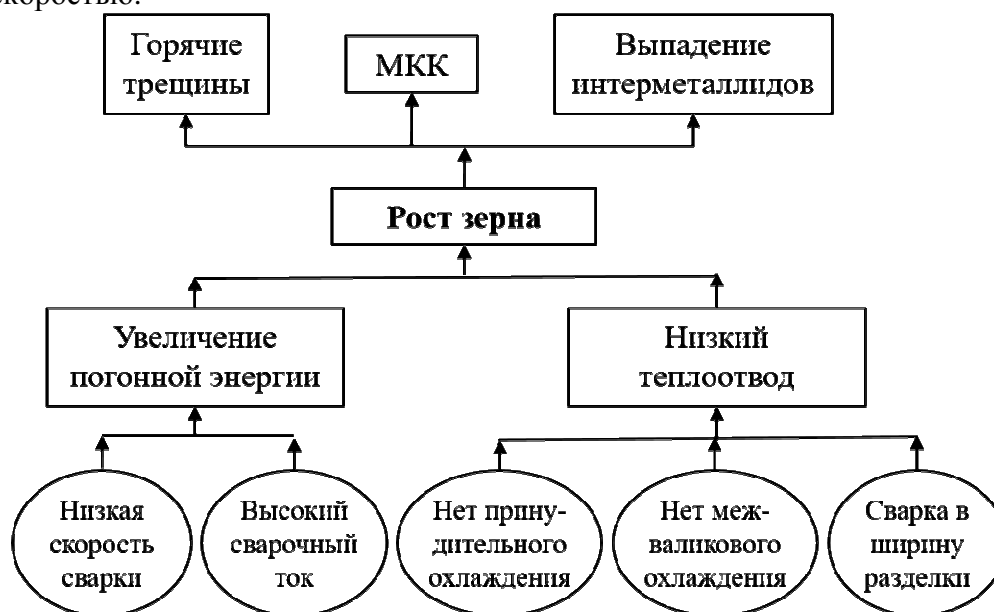 скоростью.
Горячие
трещины
МКК
Выпадение
интерметаллидов
Рост зерна
Увеличение
погонной энергии
Низкий
теплоотвод
Низкая
скорость
сварки
Высокий
сварочный
ток
Нет прину-
дительного
охлаждения
Нет меж-
валикового
охлаждения
Сварка в
ширину
разделки